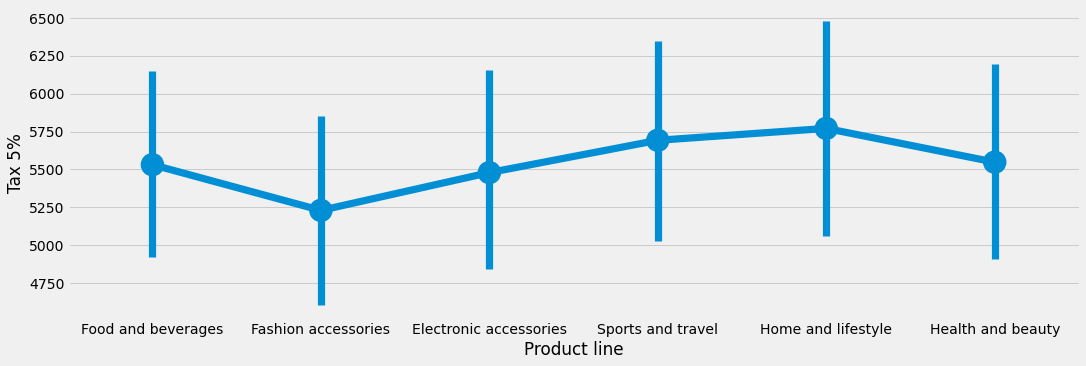 6500
6250
6000
5750
5500
5250
5000
4750
Tax 5%
Food and beverages Fashion accessories Electronic accessories Sports and travel Home and lifestyle Health and beauty
Product line